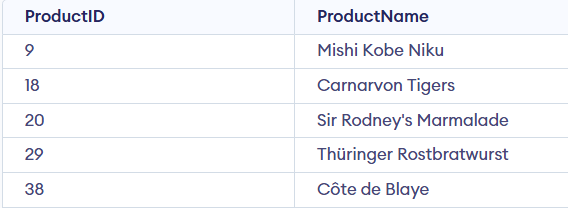 ProductID ProductName
9 Mishi Kobe Niku
18 Carnarvon Tigers
20 Sir Rodney's Marmalade
29 Thüringer Rostbratwurst
38 Côte de Blaye